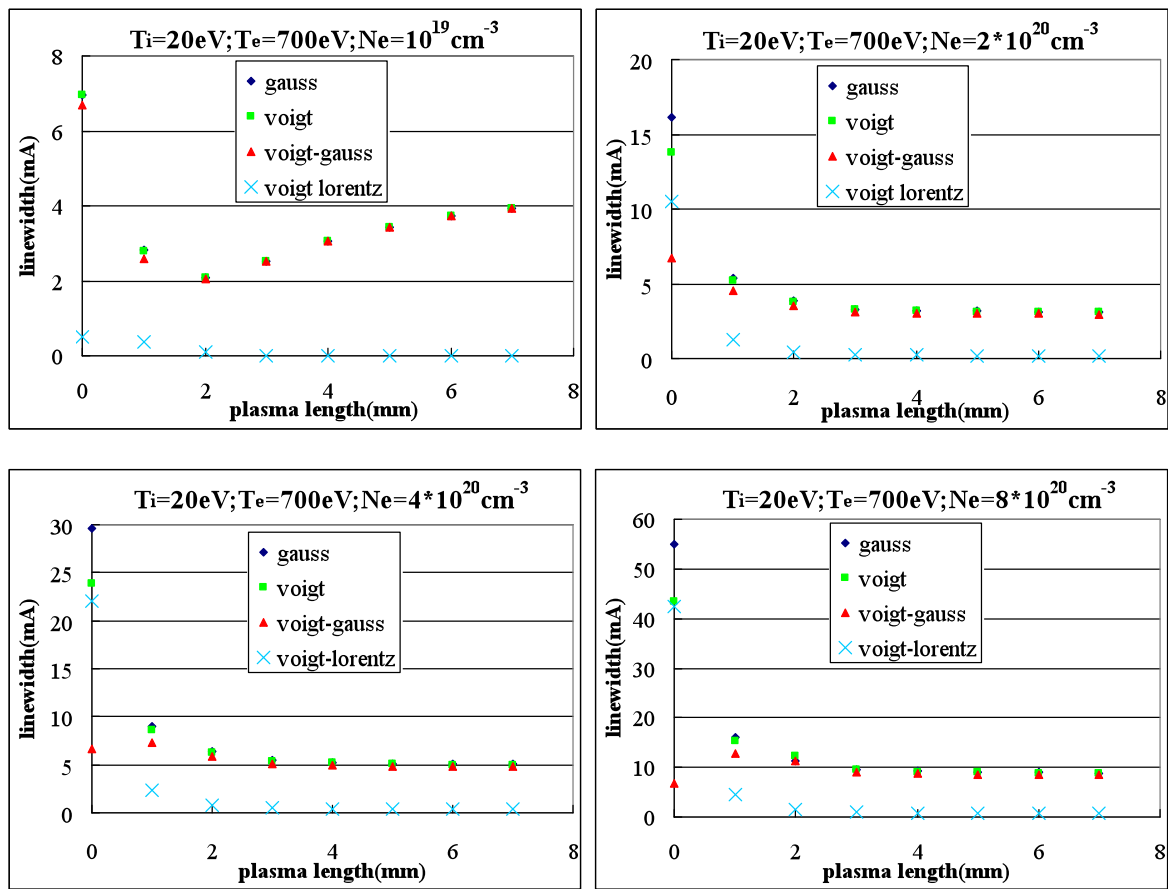 Ti=20eV;Te=700eV;Ne=10^19cm^-3
8
6
4
2
0
linewidth(mA)
gauss
voigt
voigt-gauss
voigt lorentz
0 2 4 6 8
plasma length(mm)
Ti=20eV;Te=700eV;Ne=2*10^20cm^-3
20
15
10
5
0
linewidth(mA)
gauss
voigt
voigt-gauss
voigt lorentz
0 2 4 6 8
plasma length(mm)
Ti=20eV;Te=700eV;Ne=4*10^20cm^-3
30
25
20
15
10
5
0
linewidth(mA)
gauss
voigt
voigt-gauss
voigt-lorentz
0 2 4 6 8
plasma length(mm)
Ti=20eV;Te=700eV;Ne=8*10^20cm^-3
60
50
40
30
20
10
0
linewidth(mA)
gauss
voigt
voigt-gauss
voigt-lorentz
0 2 4 6 8
plasma length(mm)